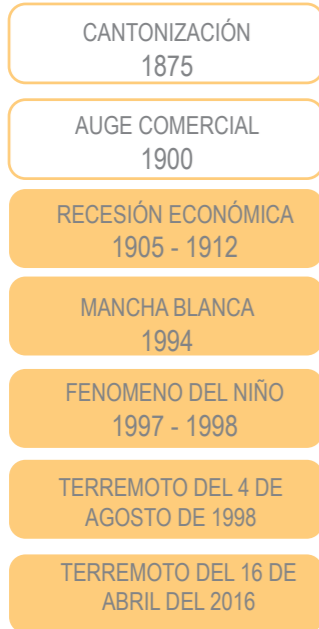 CANTONIZACIÓN
1875
AUGE COMERCIAL
1900
RECESIÓN ECONÓMICA
1905 - 1912
MANCHA BLANCA
1994
FENOMENO DEL NIÑO
1997 - 1998
TERREMOTO DEL 4 DE
AGOSTO DE 1998
TERREMOTO DEL 16 DE
ABRIL DEL 2016